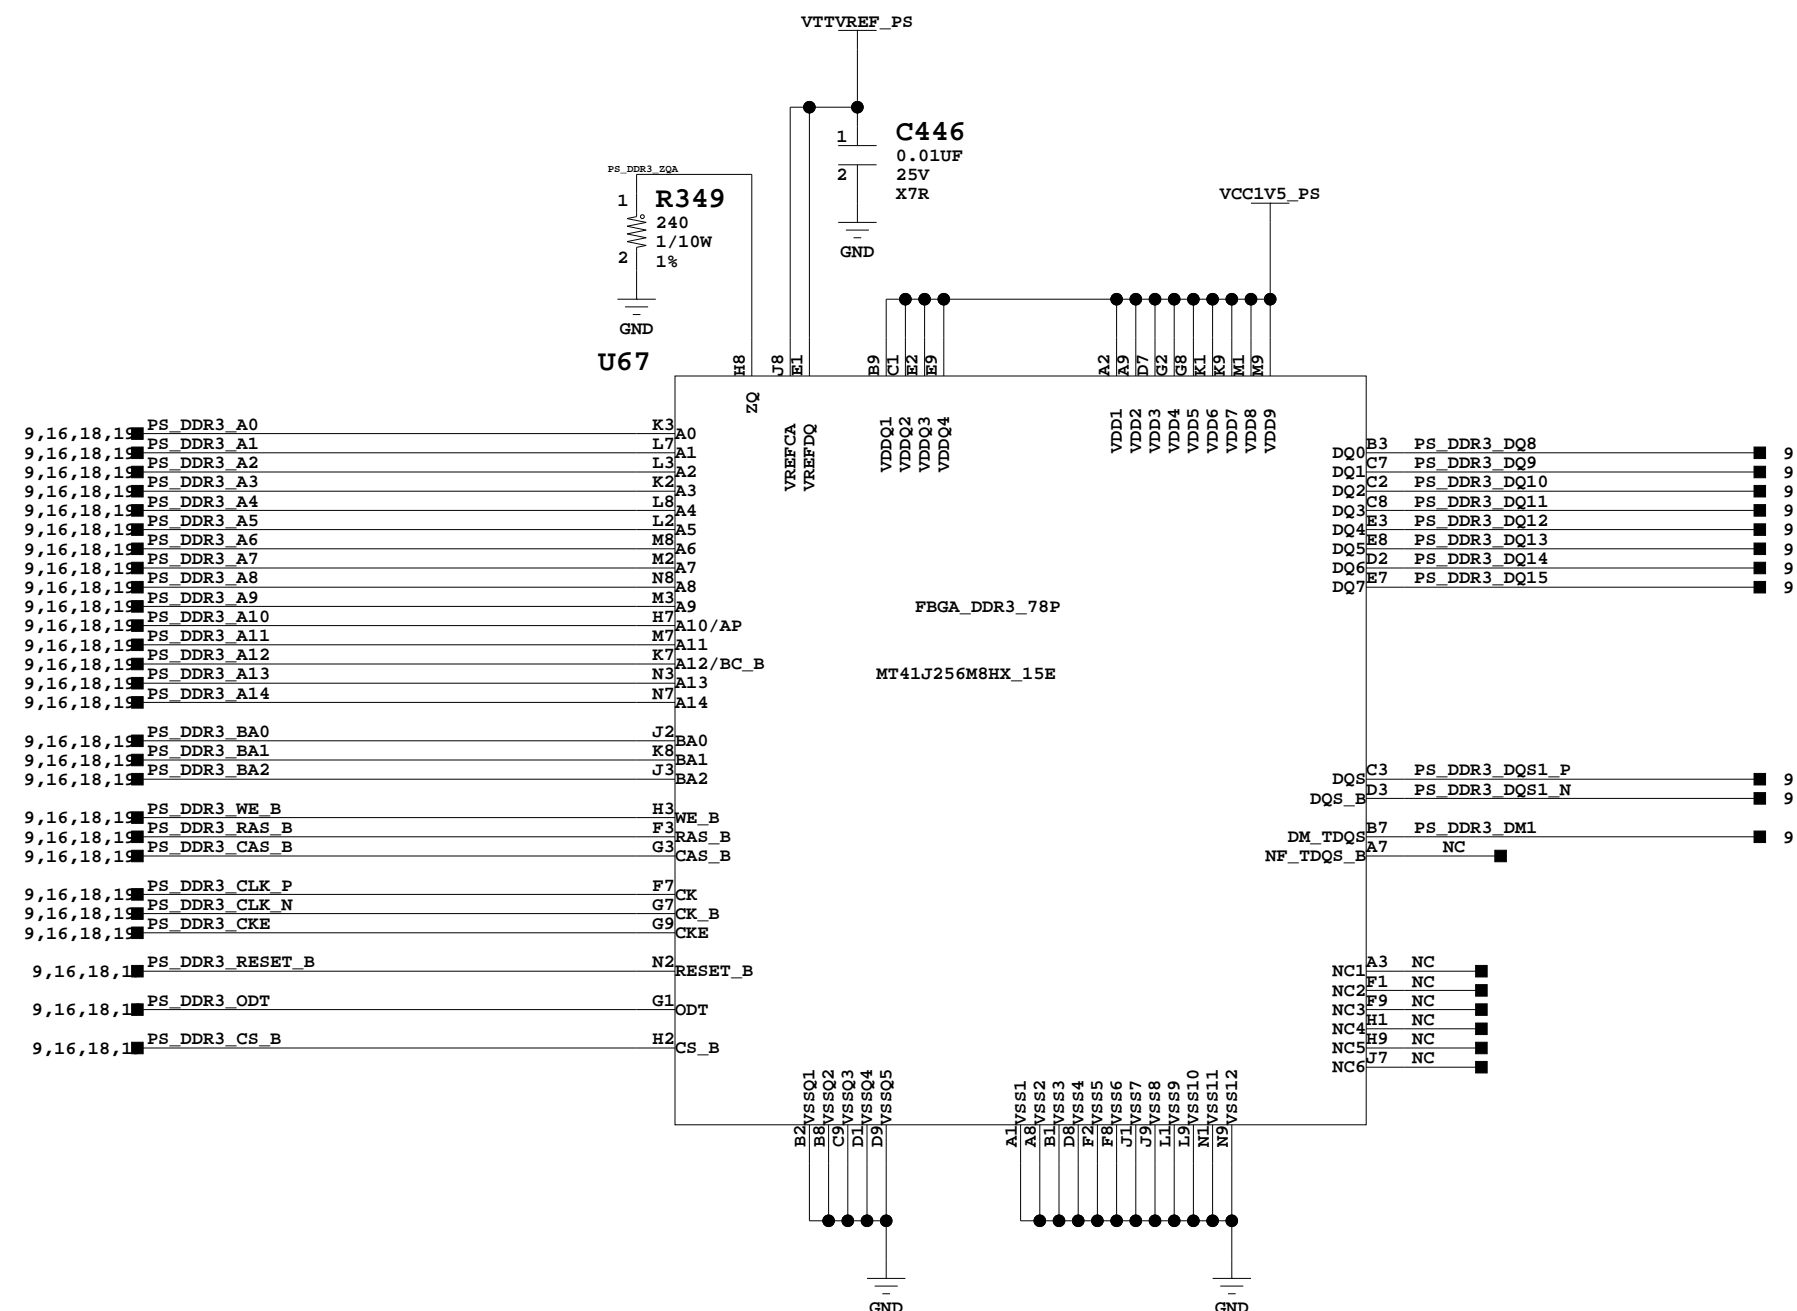 VTTVREF_PS
1
C446
0.01UF
25V
X7R
2
GND
PS_DDR3_ZQA
1
R349
240
1/10W
1%
2
GND
VCC1V5_PS
U67
H8
J8
E1
B9
C1
E2
E9
A2
A9
D7
G2
G8
K1
K9
M1
M9
ZQ
VREFCA
VREFDQ
VDDQ1
VDDQ2
VDDQ3
VDDQ4
VDD1
VDD2
VDD3
VDD4
VDD5
VDD6
VDD7
VDD8
VDD9
9,16,18,19 PS_DDR3_A0 K3 A0
9,16,18,19 PS_DDR3_A1 L7 A1
9,16,18,19 PS_DDR3_A2 L3 A2
9,16,18,19 PS_DDR3_A3 K2 A3
9,16,18,19 PS_DDR3_A4 L8 A4
9,16,18,19 PS_DDR3_A5 L2 A5
9,16,18,19 PS_DDR3_A6 M8 A6
9,16,18,19 PS_DDR3_A7 M2 A7
9,16,18,19 PS_DDR3_A8 N8 A8
9,16,18,19 PS_DDR3_A9 M3 A9
9,16,18,19 PS_DDR3_A10 H7 A10/AP
9,16,18,19 PS_DDR3_A11 M7 A11
9,16,18,19 PS_DDR3_A12 K7 A12/BC_B
9,16,18,19 PS_DDR3_A13 N3 A13
9,16,18,19 PS_DDR3_A14 N7 A14
9,16,18,19 PS_DDR3_BA0 J2 BA0
9,16,18,19 PS_DDR3_BA1 K8 BA1
9,16,18,19 PS_DDR3_BA2 J3 BA2
9,16,18,19 PS_DDR3_WE_B H3 WE_B
9,16,18,19 PS_DDR3_RAS_B F3 RAS_B
9,16,18,19 PS_DDR3_CAS_B G3 CAS_B
9,16,18,19 PS_DDR3_CLK_P F7 CK
9,16,18,19 PS_DDR3_CLK_N G7 CK_B
9,16,18,19 PS_DDR3_CKE G9 CKE
9,16,18,1 PS_DDR3_RESET_B N2 RESET_B
9,16,18,1 PS_DDR3_ODT G1 ODT
9,16,18,1 PS_DDR3_CS_B H2 CS_B
FBGA_DDR3_78P
MT41J256M8HX_15E
DQ0 B3 PS_DDR3_DQ8 9
DQ1 C7 PS_DDR3_DQ9 9
DQ2 C2 PS_DDR3_DQ10 9
DQ3 C8 PS_DDR3_DQ11 9
DQ4 E3 PS_DDR3_DQ12 9
DQ5 E8 PS_DDR3_DQ13 9
DQ6 D2 PS_DDR3_DQ14 9
DQ7 E7 PS_DDR3_DQ15 9
DQS C3 PS_DDR3_DQS1_P 9
DQS_B D3 PS_DDR3_DQS1_N 9
DM_TDQS B7 PS_DDR3_DM1 9
NF_TDQS_B A7 NC
NC1 A3 NC
NC2 F1 NC
NC3 F9 NC
NC4 H1 NC
NC5 H9 NC
NC6 J7 NC
VSSQ1
VSSQ2
VSSQ3
VSSQ4
VSSQ5
VSS1
VSS2
VSS3
VSS4
VSS5
VSS6
VSS7
VSS8
VSS9
VSS10
VSS11
VSS12
B2
B8
C9
D1
D9
A1
A8
B1
D8
F2
F8
J1
J9
L1
L9
N1
N9
GND
GND